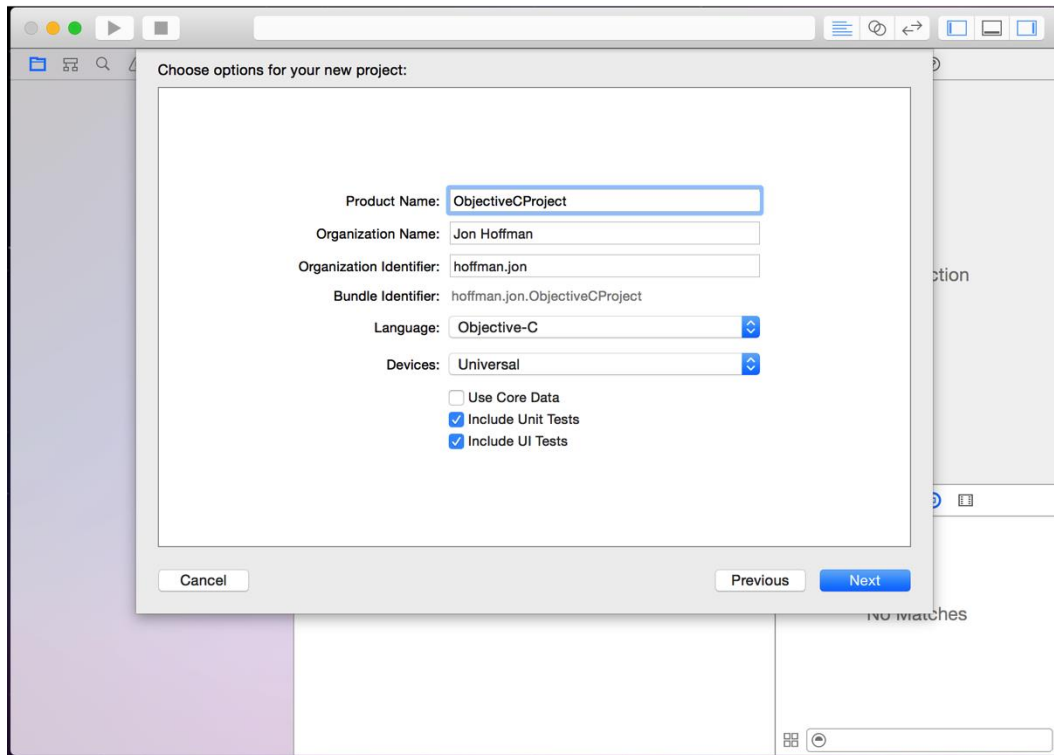 Choose options for your new project:
Product Name: ObjectiveCProject
Organization Name: Jon Hoffman
Organization Identifier: hoffman.jon
Bundle Identifier: hoffman.jon.ObjectiveCProject
Language: Objective-C
Devices: Universal
Use Core Data
Include Unit Tests
Include UI Tests
Cancel
Previous
Next
ction
No Matches